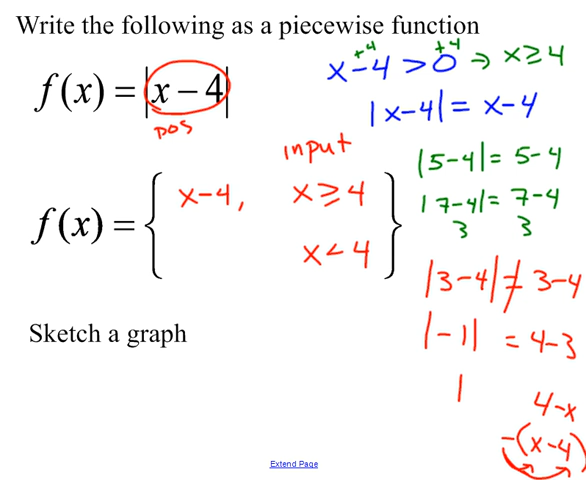 Write the following as a piecewise function
+4 +4
x-4 > 0 → x ≥ 4
f(x) = |x − 4|
pos
|x-4| = x-4
input
|5-4| = 5-4
f(x) = { x-4, x ≥ 4
x < 4 }
|7-4| = 7-4
3 3
|3-4| ≠ 3-4
|-1| = 4-3
1
Sketch a graph
4-x
-(x-4)
Extend Page